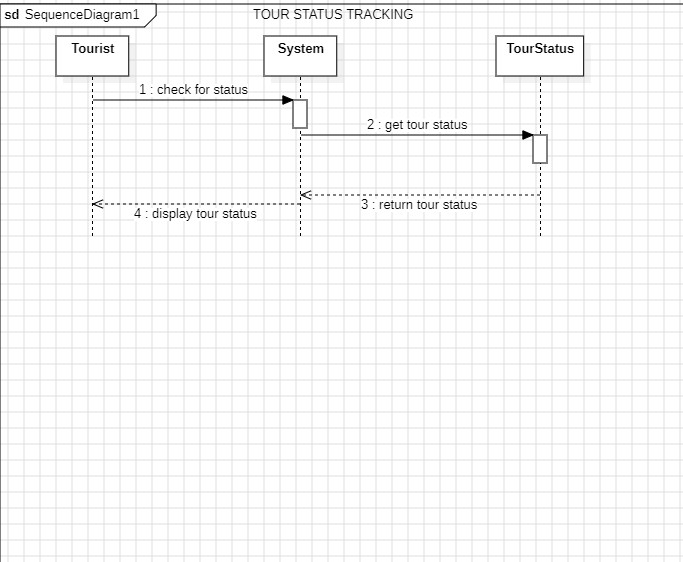 sd SequenceDiagram1
TOUR STATUS TRACKING
Tourist
System
TourStatus
1 : check for status
2 : get tour status
3 : return tour status
4 : display tour status